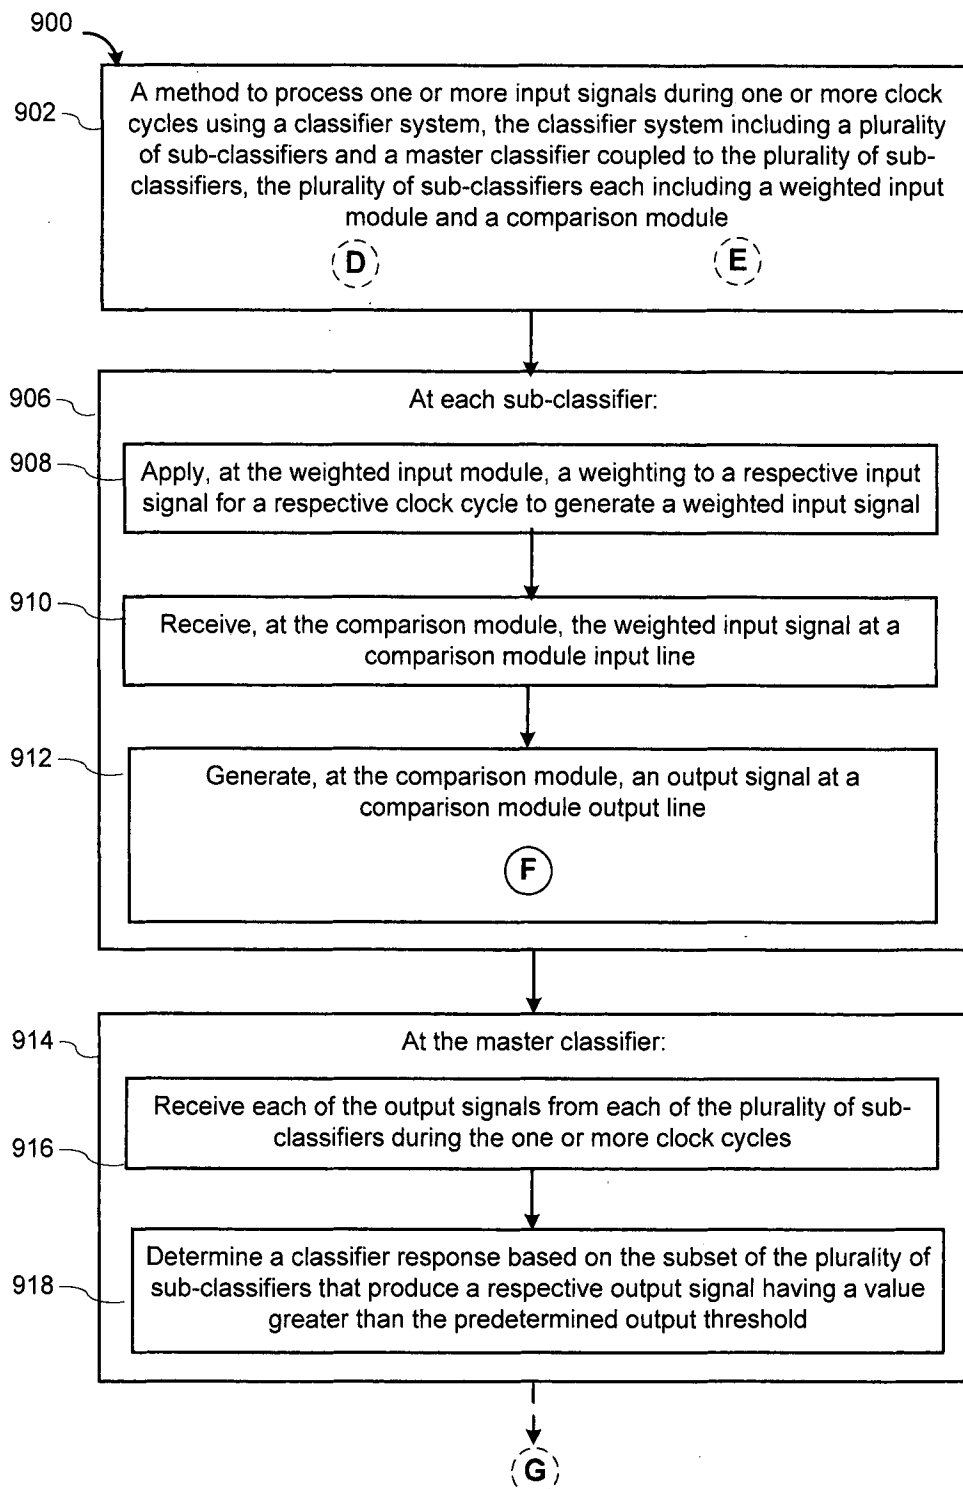 900
902
A method to process one or more input signals during one or more clock
cycles using a classifier system, the classifier system including a plurality
of sub-classifiers and a master classifier coupled to the plurality of sub-
classifiers, the plurality of sub-classifiers each including a weighted input
module and a comparison module
D
E
906
At each sub-classifier:
908
Apply, at the weighted input module, a weighting to a respective input
signal for a respective clock cycle to generate a weighted input signal
910
Receive, at the comparison module, the weighted input signal at a
comparison module input line
912
Generate, at the comparison module, an output signal at a
comparison module output line
F
914
At the master classifier:
Receive each of the output signals from each of the plurality of sub-
classifiers during the one or more clock cycles
916
Determine a classifier response based on the subset of the plurality of
sub-classifiers that produce a respective output signal having a value
greater than the predetermined output threshold
918
G